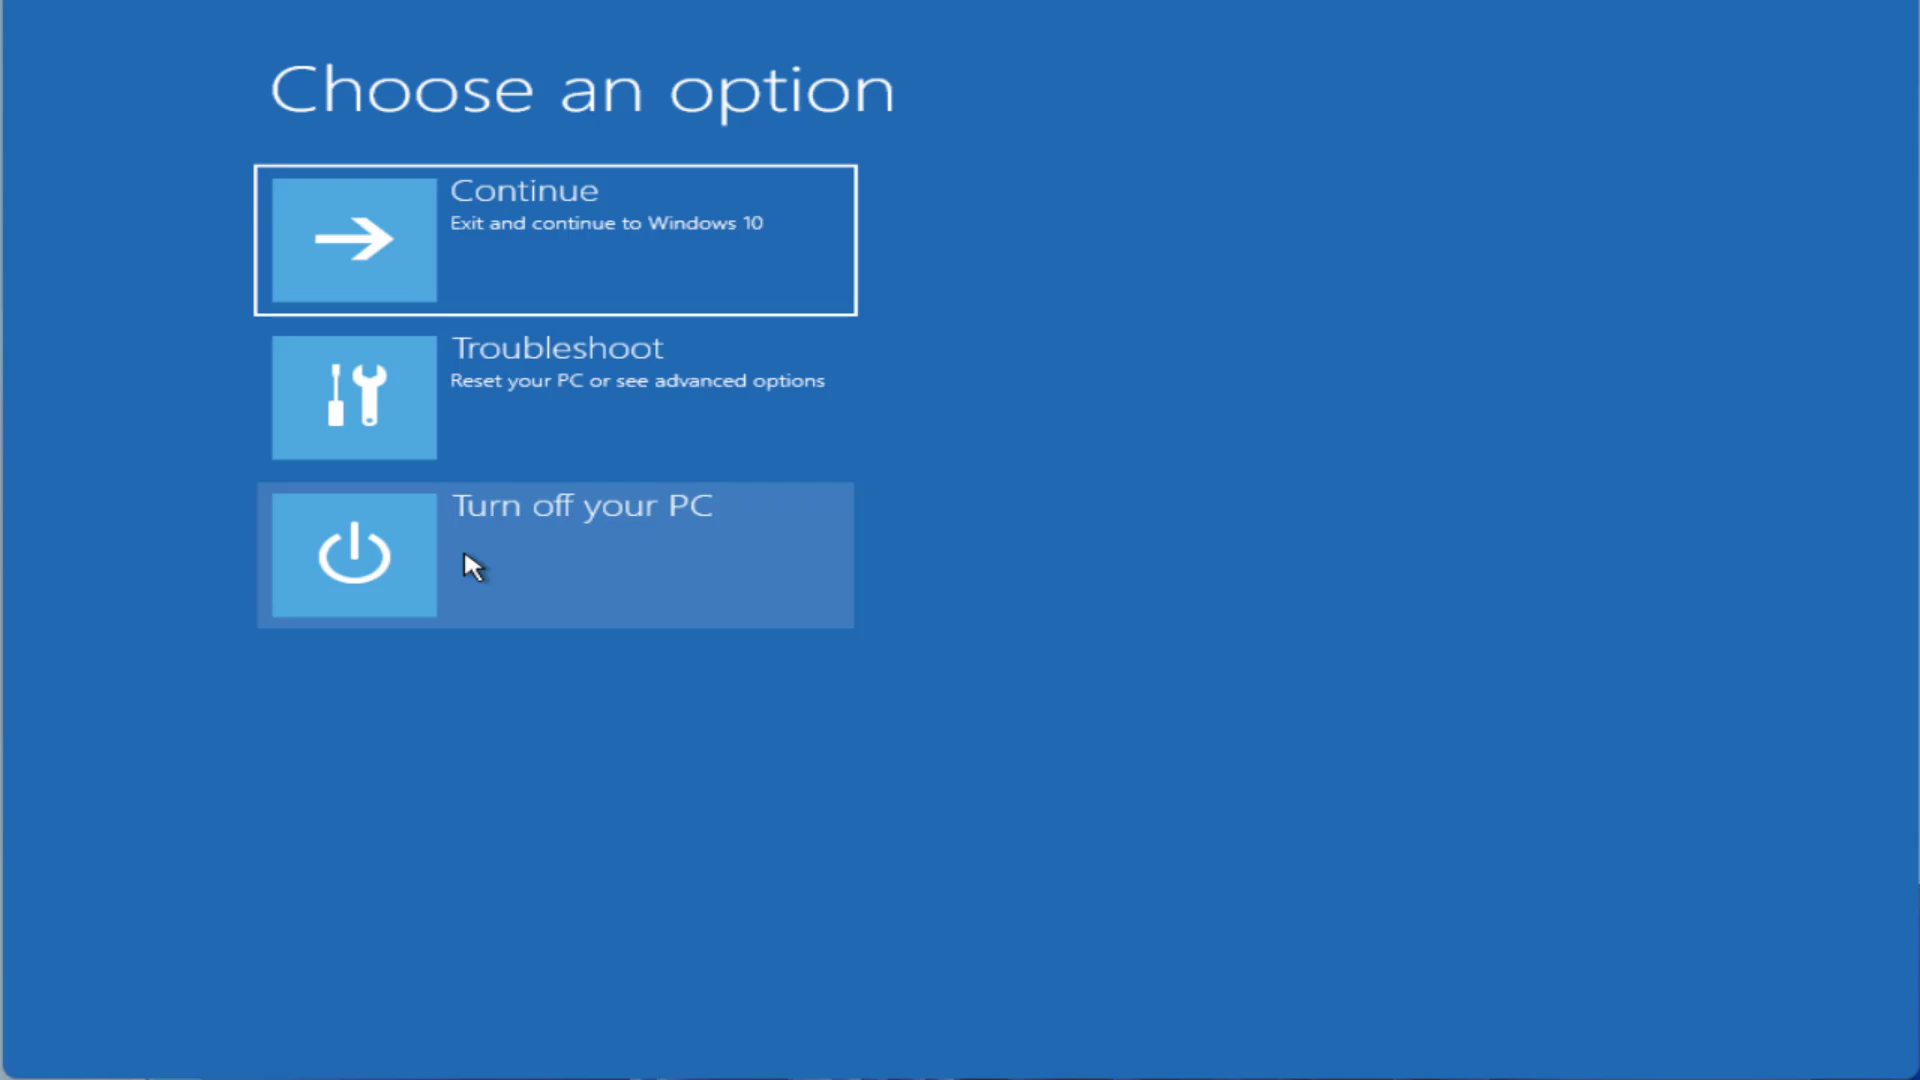 Choose an option
Continue
Exit and continue to Windows 10
Troubleshoot
Reset your PC or see advanced options
Turn off your PC